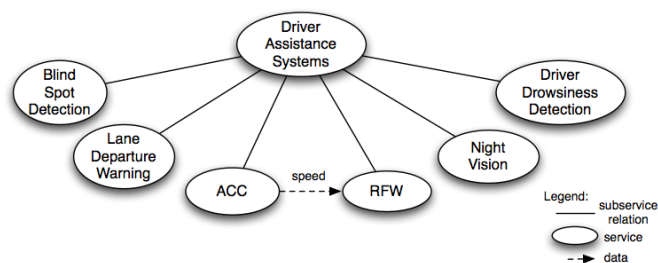 Driver
Assistance
Systems
Blind
Spot
Detection
Driver
Drowsiness
Detection
Lane
Departure
Warning
Night
Vision
speed
ACC
RFW
Legend:
subservice
relation
service
data